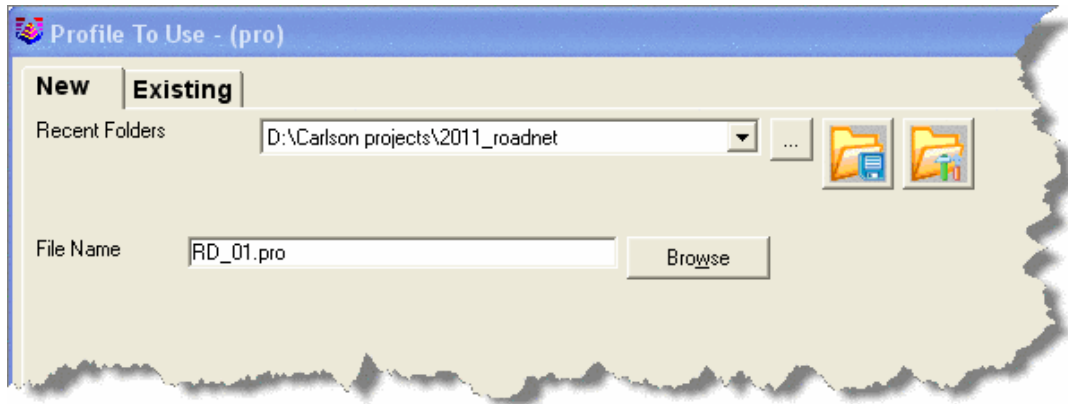 Profile To Use - (pro)
New Existing
Recent Folders D:\Carlson projects\2011_roadnet ...
File Name RD_01.pro Browse